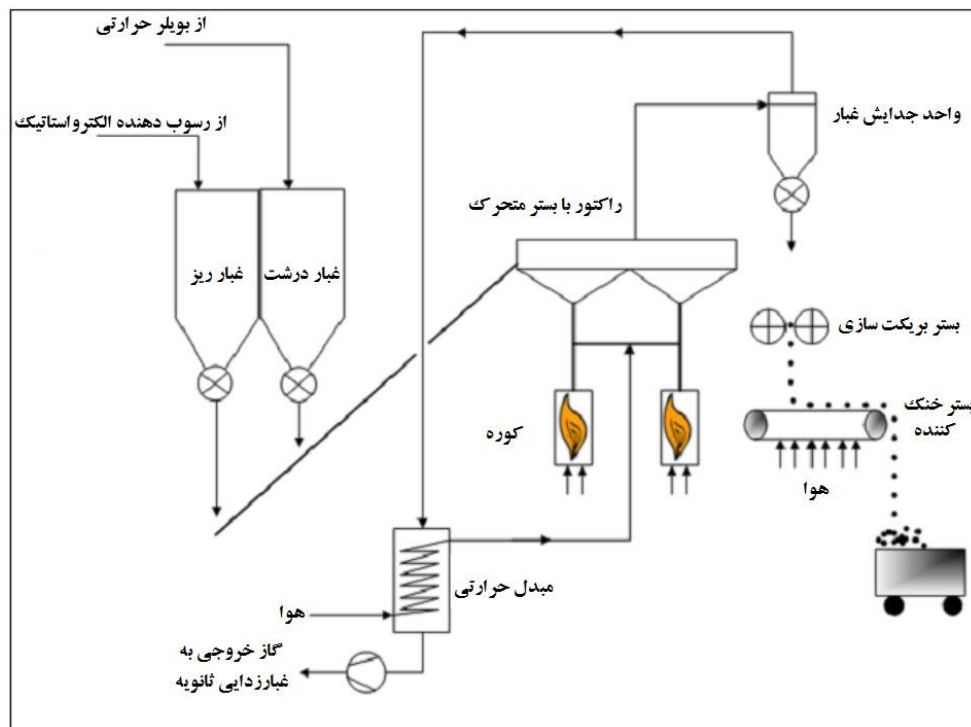 از بویلر حرارتی
از رسوب دهنده الکترواستاتیک
واحد جدایش غبار
راکتور با بستر متحرک
غبار ریز
غبار درشت
بستر بریکت سازی
بستر خنک
کننده
کوره
هوا
مبدل حرارتی
هوا
گاز خروجی به
غبارزدایی ثانویه